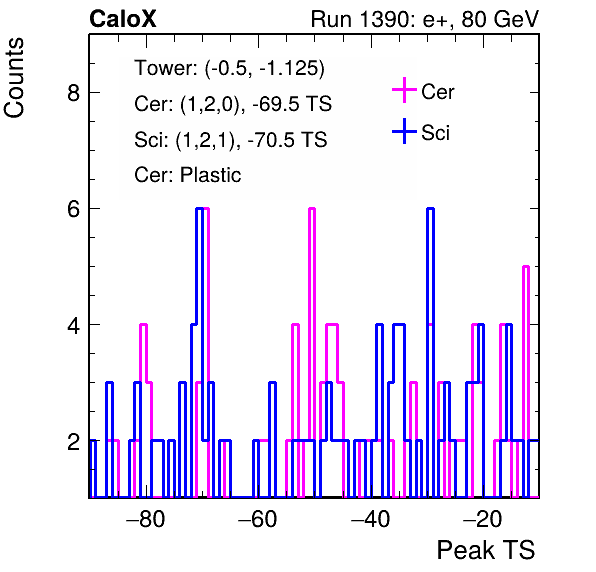 CaloX Run 1390: e+, 80 GeV
Counts
Tower: (-0.5, -1.125)
Cer: (1,2,0), -69.5 TS
Sci: (1,2,1), -70.5 TS
Cer: Plastic
Cer
Sci
8
6
4
2
−80 −60 −40 −20
Peak TS